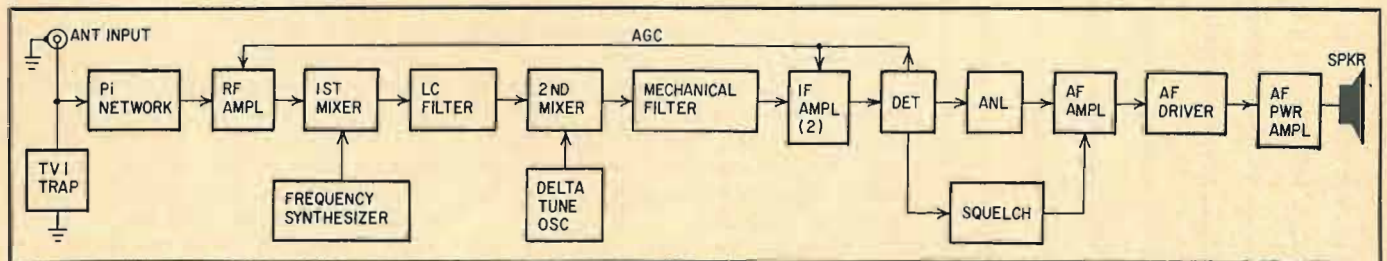 ANT INPUT
AGC
SPKR
Pi
NETWORK
RF
AMPL
1ST
MIXER
LC
FILTER
2ND
MIXER
MECHANICAL
FILTER
IF
AMPL
(2)
DET
ANL
AF
AMPL
AF
DRIVER
AF
PWR
AMPL
TVI
TRAP
FREQUENCY
SYNTHESIZER
DELTA
TUNE
OSC
SQUELCH